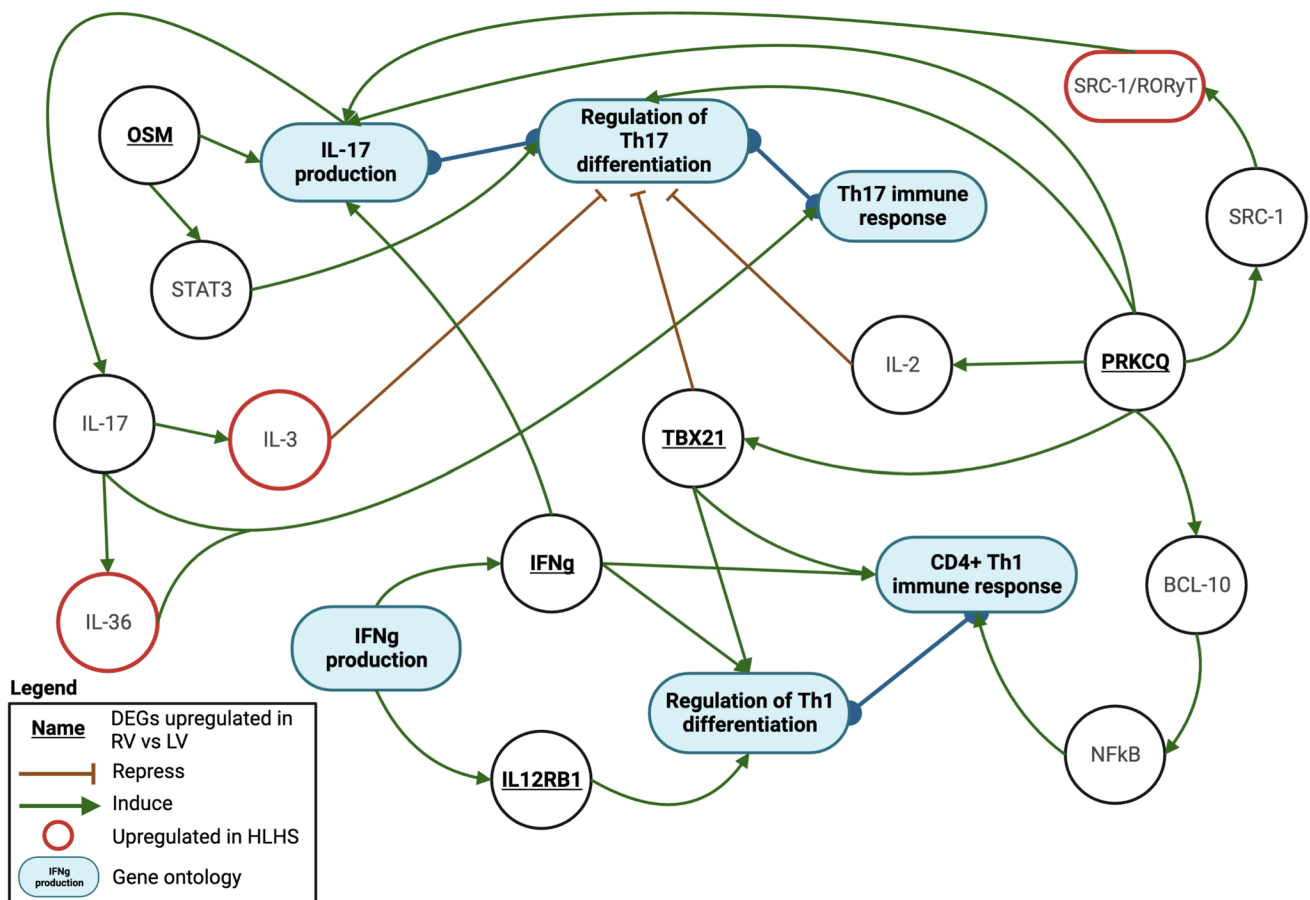 SRC-1/RORyT
OSM
IL-17
production
Regulation of
Th17
differentiation
Th17 immune
response
SRC-1
STAT3
IL-2
PRKCQ
IL-17
IL-3
TBX21
IFNg
CD4+ Th1
immune response
BCL-10
IL-36
IFNg
production
Regulation of Th1
differentiation
NFkB
IL12RB1
Legend
Name
DEGs upregulated in
RV vs LV
Repress
Induce
Upregulated in HLHS
IFNg
production
Gene ontology